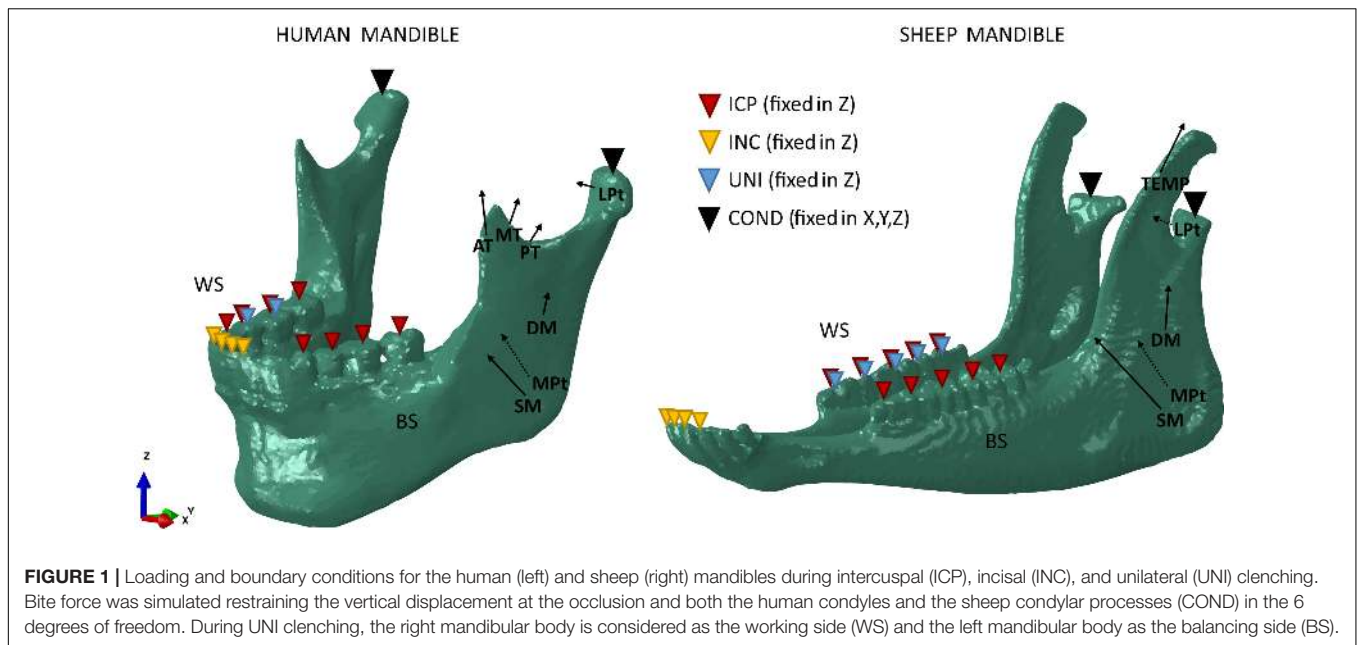 HUMAN MANDIBLE
SHEEP MANDIBLE
ICP (fixed in Z)
INC (fixed in Z)
UNI (fixed in Z)
COND (fixed in X,Y,Z)
LPt
AT
MT
PT
WS
DM
MPt
SM
BS
TEMP
LPt
WS
DM
MPt
SM
BS
Z
Y
X
FIGURE 1 | Loading and boundary conditions for the human (left) and sheep (right) mandibles during intercuspal (ICP), incisal (INC), and unilateral (UNI) clenching.
Bite force was simulated restraining the vertical displacement at the occlusion and both the human condyles and the sheep condylar processes (COND) in the 6
degrees of freedom. During UNI clenching, the right mandibular body is considered as the working side (WS) and the left mandibular body as the balancing side (BS).